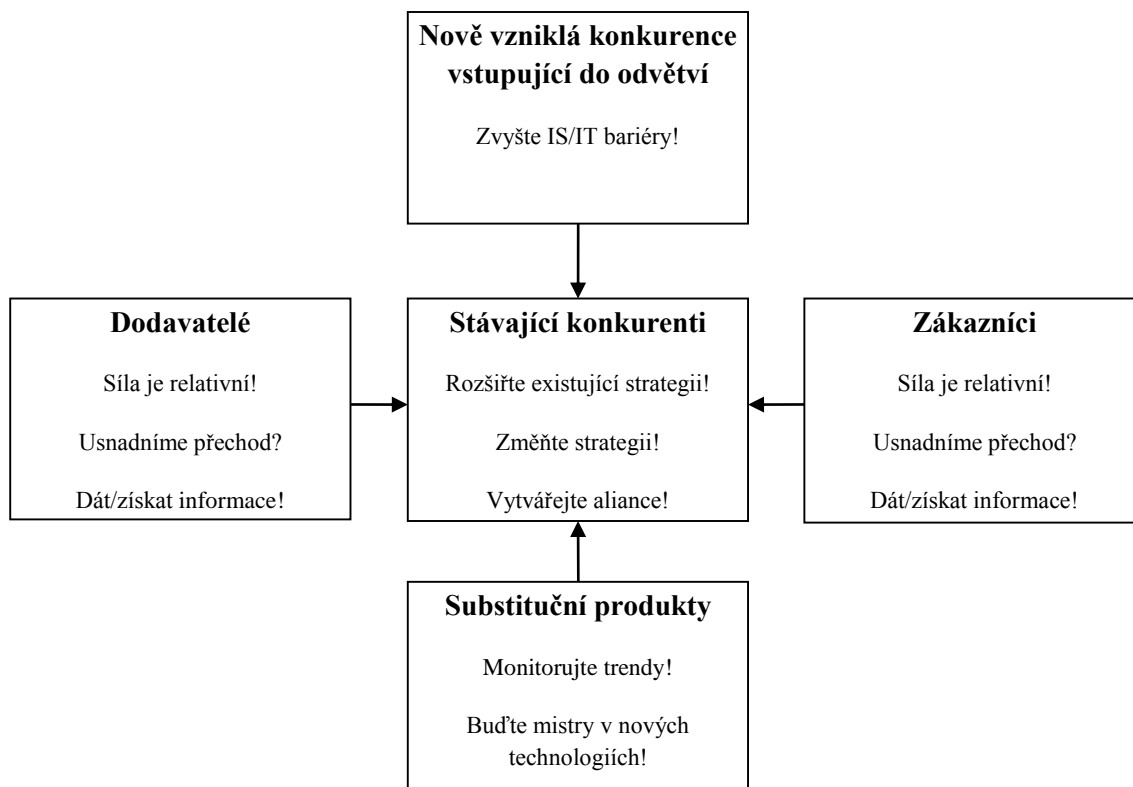 Nově vzniklá konkurence
vstupující do odvětví
Zvyšte IS/IT bariéry!
Dodavatelé
Síla je relativní!
Usnadníme přechod?
Dát/získat informace!
Stávající konkurenti
Rozšiřte existující strategii!
Změňte strategii!
Vytvářejte aliance!
Zákazníci
Síla je relativní!
Usnadníme přechod?
Dát/získat informace!
Substituční produkty
Monitorujte trendy!
Buďte mistry v nových
technologiích!